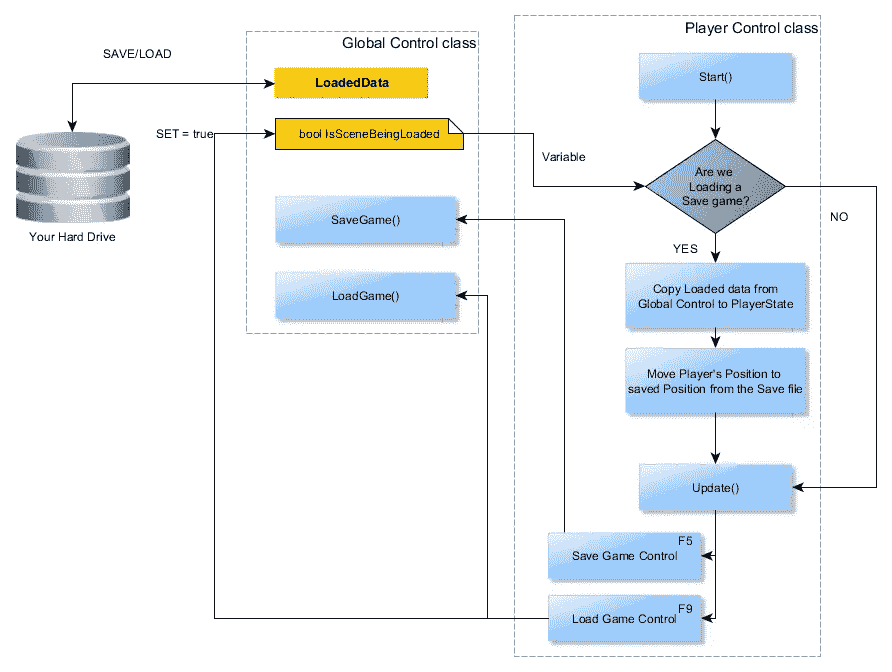 Player Control class
Global Control class
SAVE/LOAD
LoadedData
Start()
SET = true
bool IsSceneBeingLoaded
Variable
Are we
Loading a
Save game?
NO
SaveGame()
Your Hard Drive
YES
LoadGame()
Copy Loaded data from
Global Control to PlayerState
Move Player's Position to
saved Position from the Save file
Update()
F5
Save Game Control
F9
Load Game Control